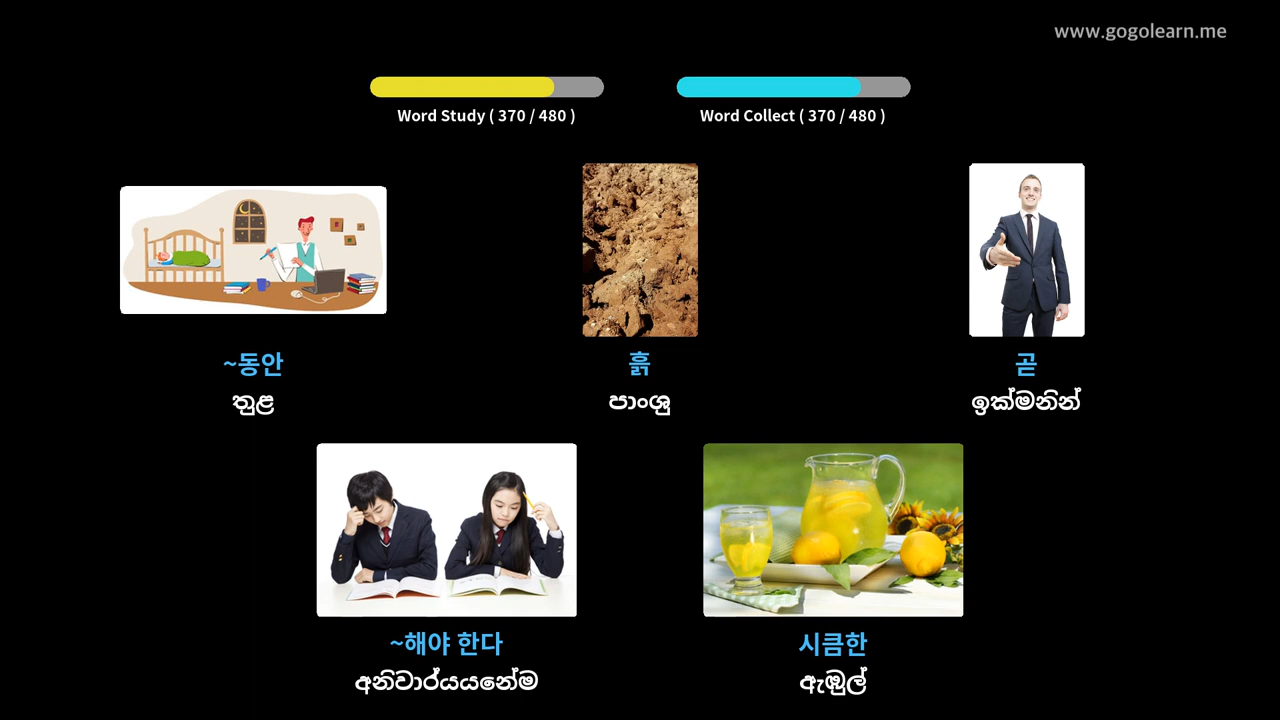 www.gogolearn.me
Word Study ( 370 / 480 )
Word Collect ( 370 / 480 )
~동안
흙
곧
තුළ
පාංශු
ඉක්මනින්
~해야 한다
시큼한
අනිවාර්යයනේම
ඇඹුල්